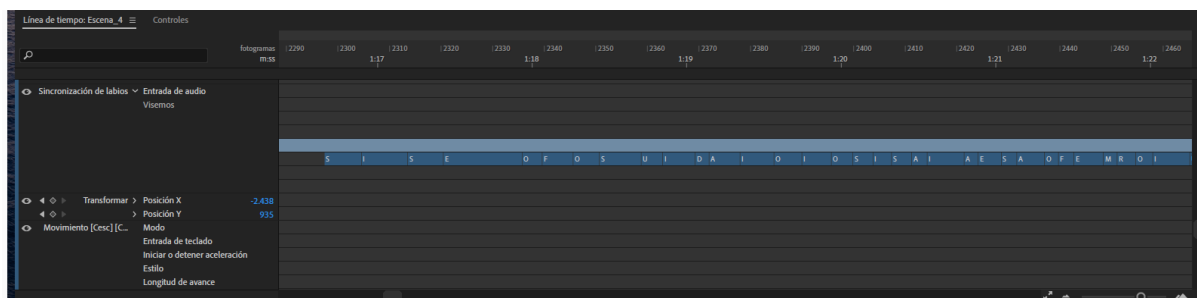 Línea de tiempo: Escena_4 Controles
fotogramas 2290 2300 2310 2320 2330 2340 2350 2360 2370 2380 2390 2400 2410 2420 2430 2440 2450 2460
m:ss 1:17 1:18 1:19 1:20 1:21 1:22
Sincronización de labios Entrada de audio
Visemos
S I S E O F O S U I D A I O I O S I S A I A E S A O F E M R O I
Transformar Posición X -2.438
Posición Y 935
Movimiento [Cesc] [C... Modo
Entrada de teclado
Iniciar o detener aceleración
Estilo
Longitud de avance